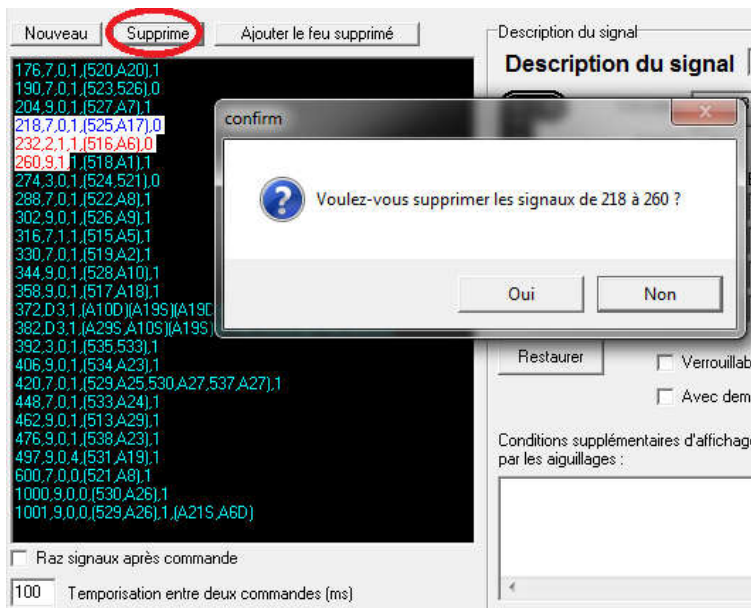 Nouveau
Supprime
Ajouter le feu supprimé
176,7,0,1,(520,A20),1
190,7,0,1,(523,526),0
204,9,0,1,(527,A7),1
218,7,0,1,(525,A17),0
232,2,1,1,(516,A6),0
260,9,1,1,(518,A1),1
274,3,0,1,(524,521),0
288,7,0,1,(522,A8),1
302,9,0,1,(526,A9),1
316,7,1,1,(515,A5),1
330,7,0,1,(519,A2),1
344,9,0,1,(528,A10),1
358,9,0,1,(517,A18),1
372,D3,1,(A10D)(A19S)(A19D
382,D3,1,(A29S,A10S)(A19S)
392,3,0,1,(535,533),1
406,9,0,1,(534,A23),1
420,7,0,1,(529,A25,530,A27,537,A27),1
448,7,0,1,(533,A24),1
462,9,0,1,(513,A29),1
476,9,0,1,(538,A23),1
497,9,0,4,(531,A19),1
600,7,0,0,(521,A8),1
1000,9,0,0,(530,A26),1
1001,9,0,0,(529,A26),1,(A21S,A6D)
Raz signaux après commande
100 Temporisation entre deux commandes (ms)
Description du signal
Description du signal
confirm
Voulez-vous supprimer les signaux de 218 à 260 ?
Oui
Non
Restaurer
Verrouillab
Avec dem
Conditions supplémentaires d'affichage
par les aiguillages :